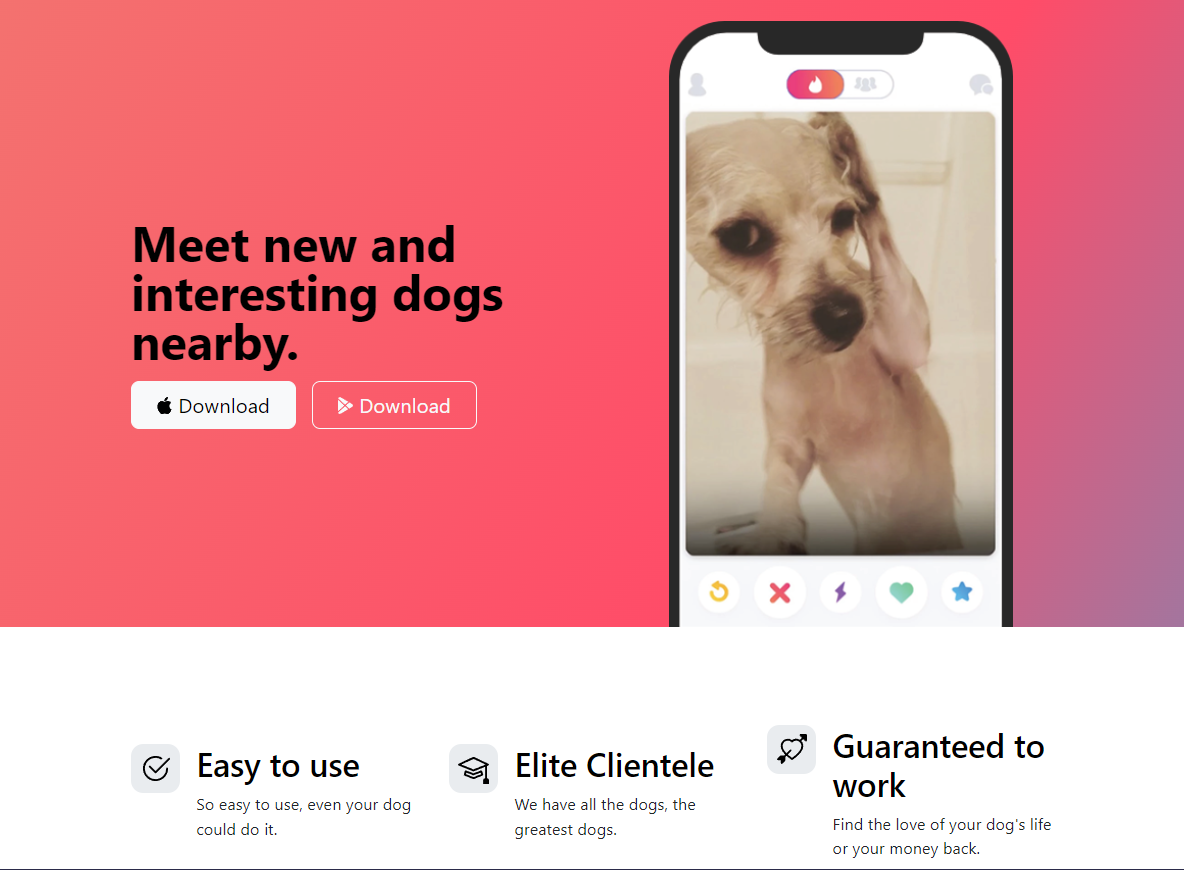 Meet new and
interesting dogs
nearby.
Download
Download
Easy to use
So easy to use, even your dog
could do it.
Elite Clientele
We have all the dogs, the
greatest dogs.
Guaranteed to
work
Find the love of your dog's life
or your money back.